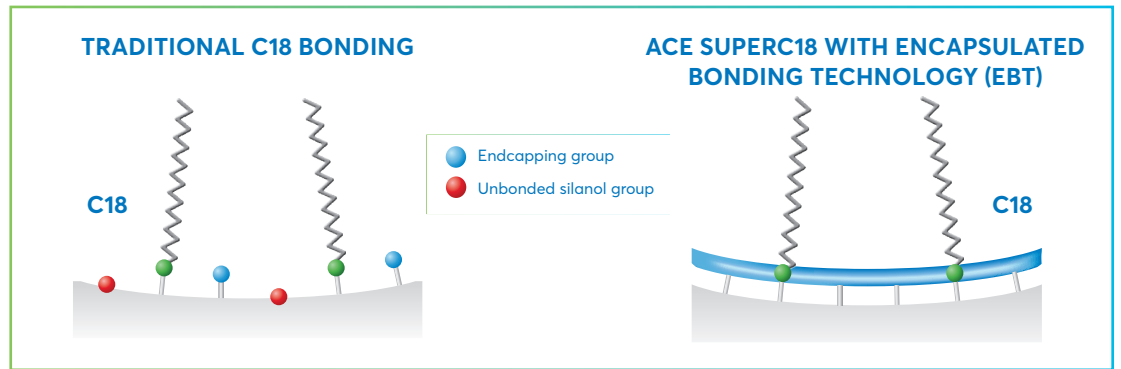 TRADITIONAL C18 BONDING
ACE SUPERC18 WITH ENCAPSULATED
BONDING TECHNOLOGY (EBT)
Endcapping group
Unbonded silanol group
C18
C18